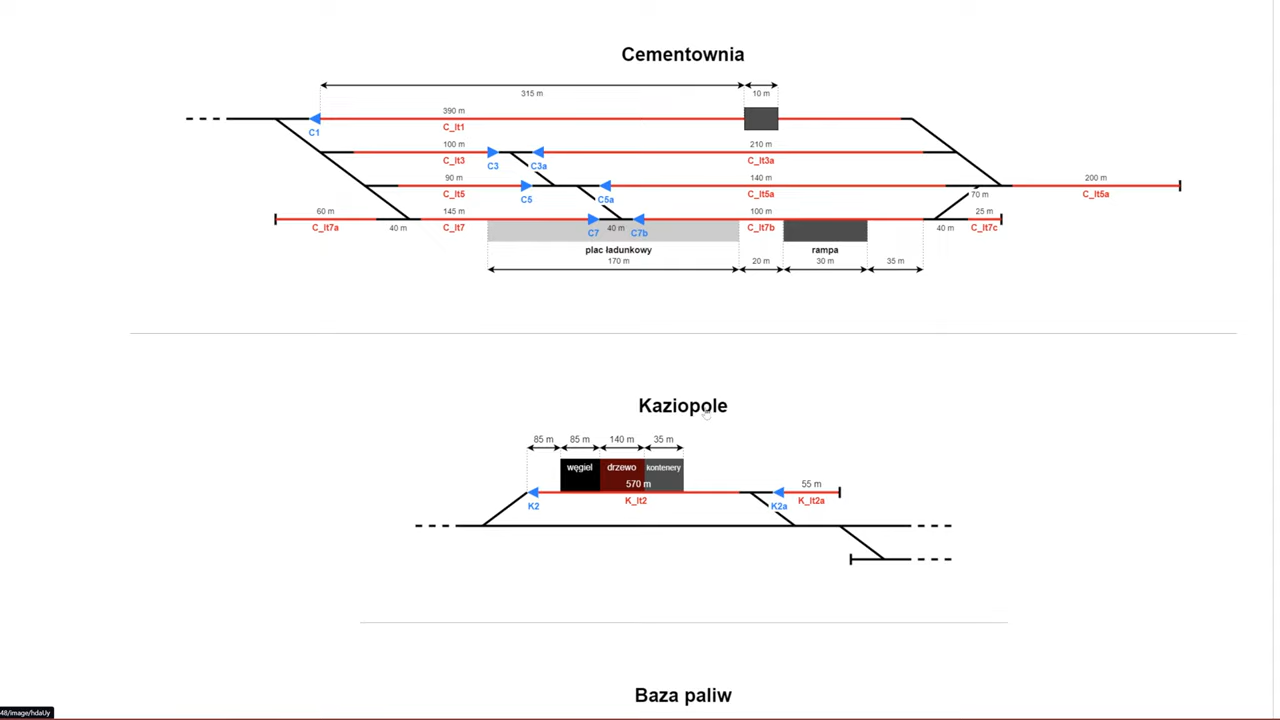 Cementownia
315 m
10 m
390 m
C1
C_lt1
100 m
210 m
C_lt3
C3
C3a
C_lt3a
90 m
140 m
200 m
C_lt5
C5
C5a
C_lt5a
70 m
C_lt5a
60 m
145 m
100 m
25 m
C_lt7a
40 m
C_lt7
C7
40 m
C7b
C_lt7b
40 m
C_lt7c
plac ładunkowy
rampa
170 m
20 m
30 m
35 m
Kaziopole
85 m
85 m
140 m
35 m
węgiel
drzewo
kontenery
570 m
55 m
K2
K_lt2
K2a
K_lt2a
Baza paliw
48/image/hdaUy